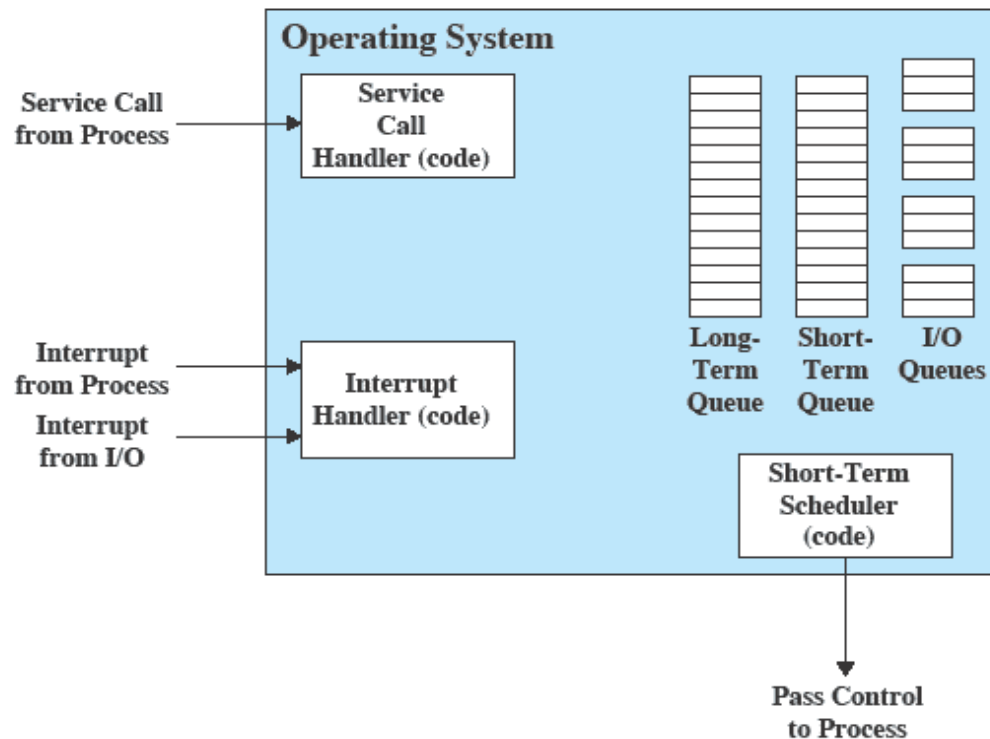 Operating System
Service Call
from Process
Service
Call
Handler (code)
Interrupt
from Process
Interrupt
from I/O
Interrupt
Handler (code)
Long-
Term
Queue
Short-
Term
Queue
I/O
Queues
Short-Term
Scheduler
(code)
Pass Control
to Process